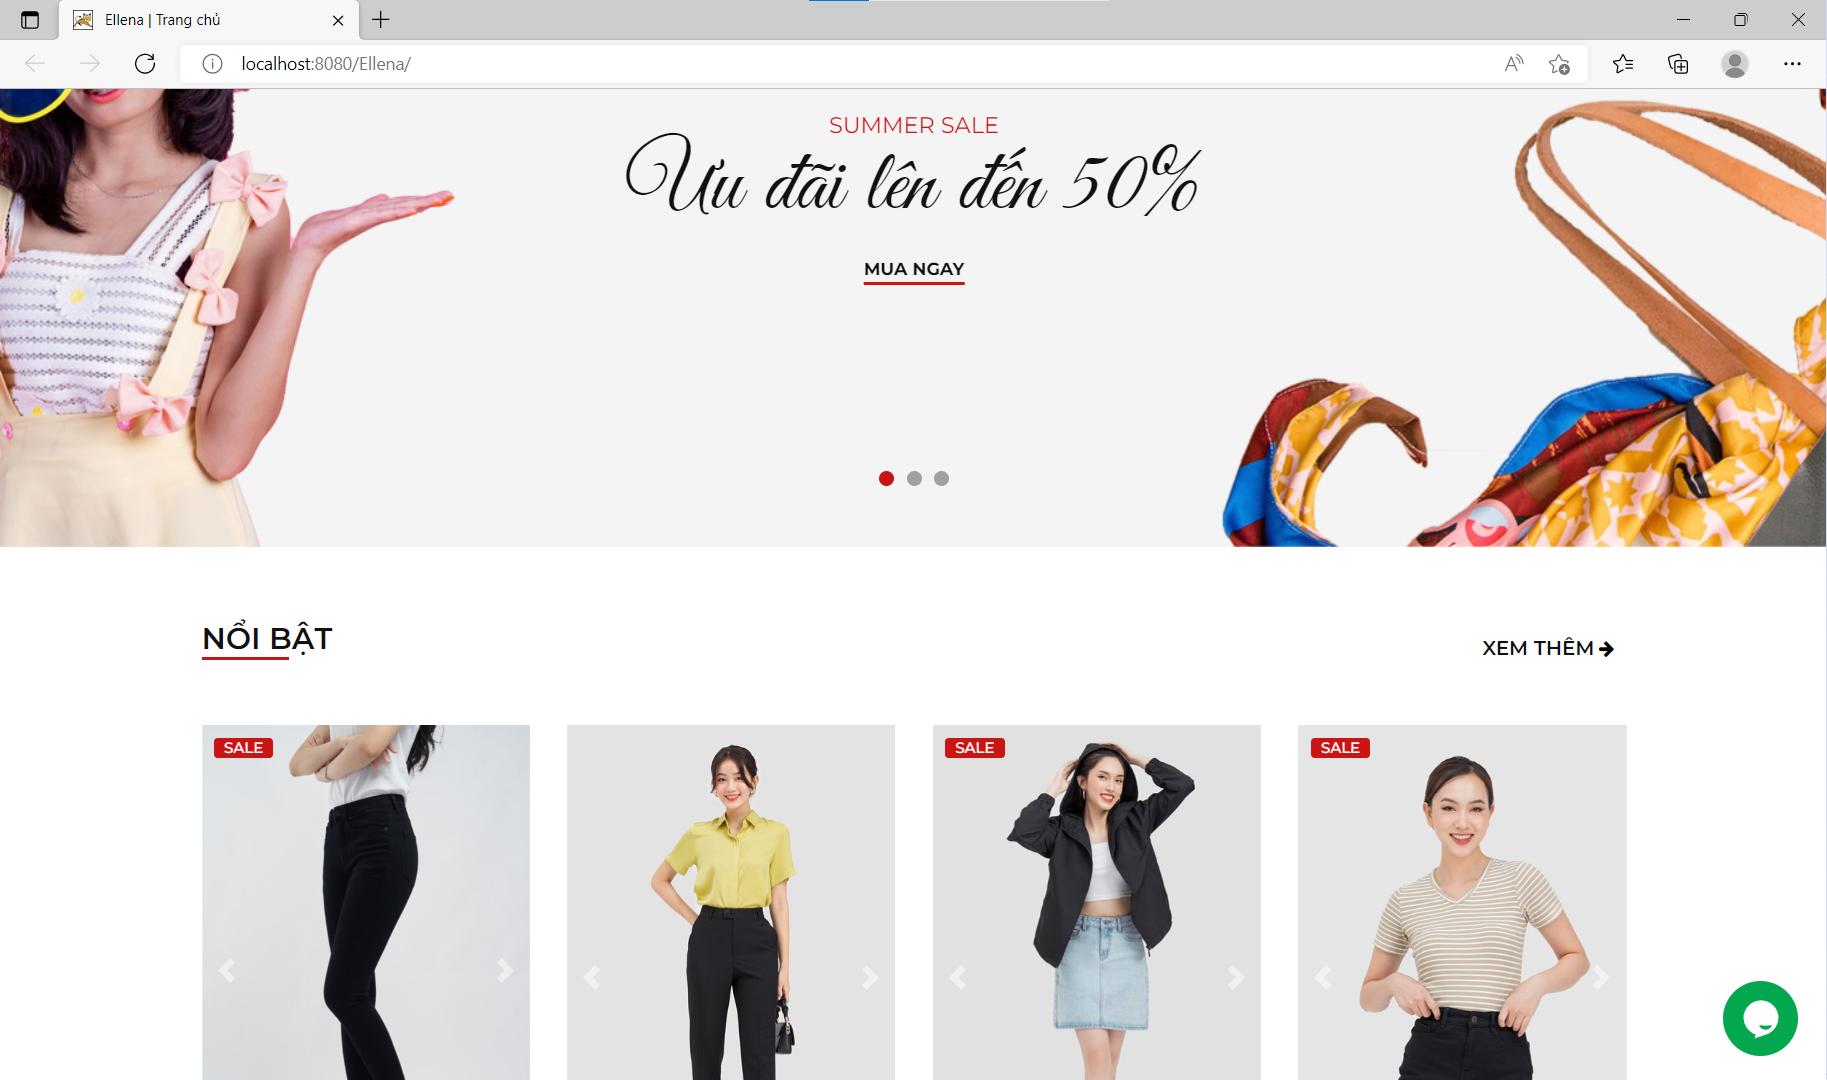 Ellena | Trang chủ
localhost:8080/Ellena/
SUMMER SALE
Ưu đãi lên đến 50%
MUA NGAY
NỔI BẬT
XEM THÊM
SALE
SALE
SALE